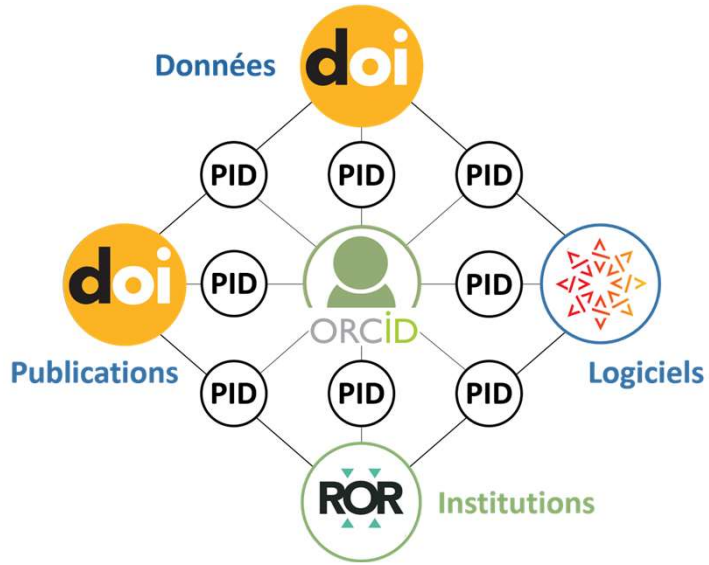 Données
doi
PID PID PID
doi PID PID
ORCiD
Publications
Logiciels
PID PID PID
ROR
Institutions